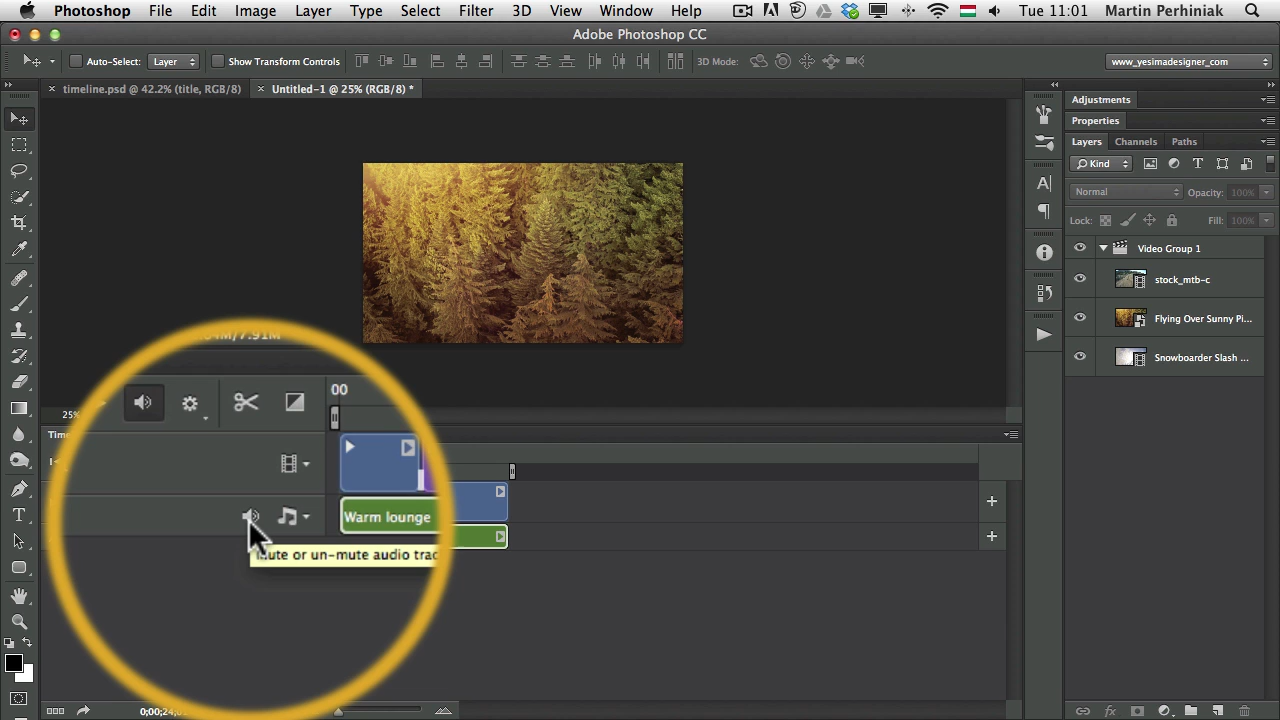 Photoshop File Edit Image Layer Type Select Filter 3D View Window Help Tue 11:01 Martin Perhiniak
Adobe Photoshop CC
Auto-Select: Layer Show Transform Controls 3D Mode: www_yesimadesigner_com
timeline.psd @ 42.2% (title, RGB/8) Untitled-1 @ 25% (RGB/8) *
Adjustments
Properties
Layers Channels Paths
Kind
Normal Opacity: 100%
Lock: Fill: 100%
Video Group 1
stock_mtb-c
Flying Over Sunny Pi...
Snowboarder Slash ...
M/7.91M
00
25%
Time
Warm lounge
Mute or un-mute audio trac
0;00;24;0